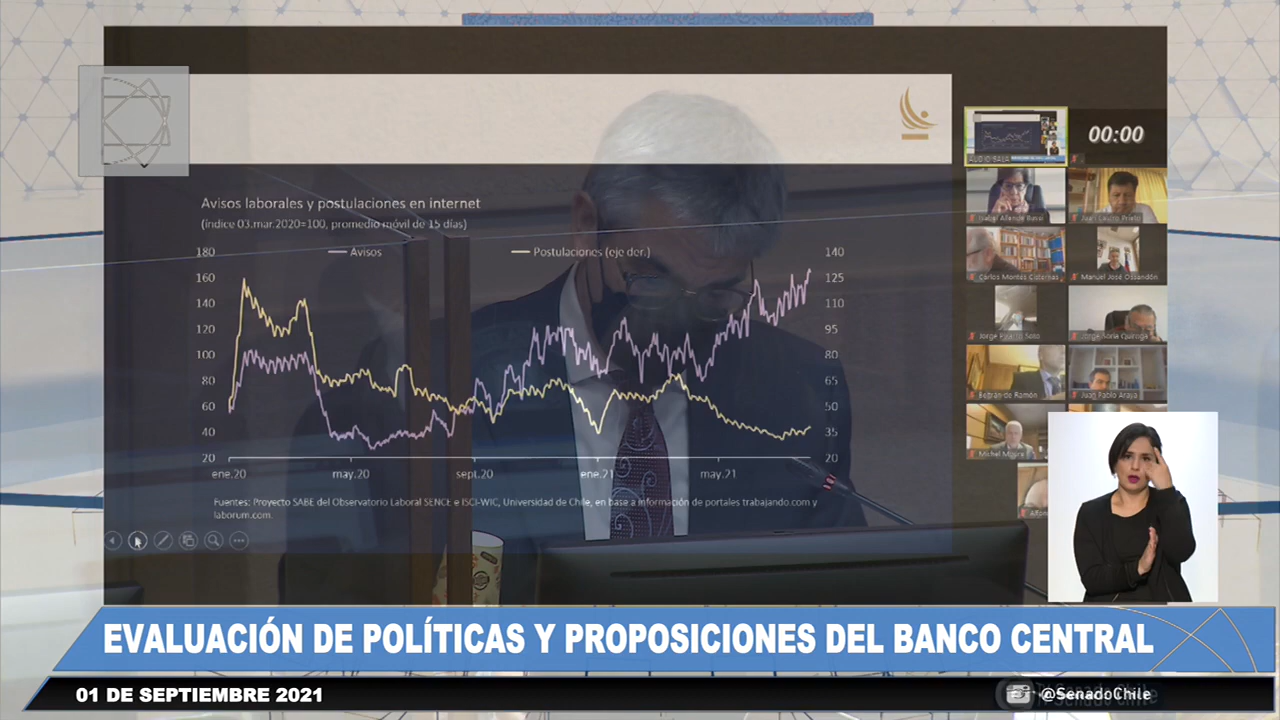 Avisos laborales y postulaciones en internet
(índice 03.mar.2020=100, promedio móvil de 15 días)
Avisos
Postulaciones (eje der.)
180
160
140
120
100
80
60
40
20
140
125
110
95
80
65
50
35
20
ene.20
may.20
sept.20
ene.21
may.21
Fuentes: Proyecto SABE del Observatorio Laboral SENCE e ISCI-WIC, Universidad de Chile, en base a información de portales trabajando.com y
laborum.com.
AUDIO SALA
00:00
Isabel Allende Bussi
Juan Castro Prieto
Carlos Montes Cisternas
Manuel José Ossandón
Jorge Pizarro Soto
Jorge Soria Quiroga
Beltrán de Ramón
Juan Pablo Araya
EVALUACIÓN DE POLÍTICAS Y PROPOSICIONES DEL BANCO CENTRAL
01 DE SEPTIEMBRE 2021
@SenadoChile